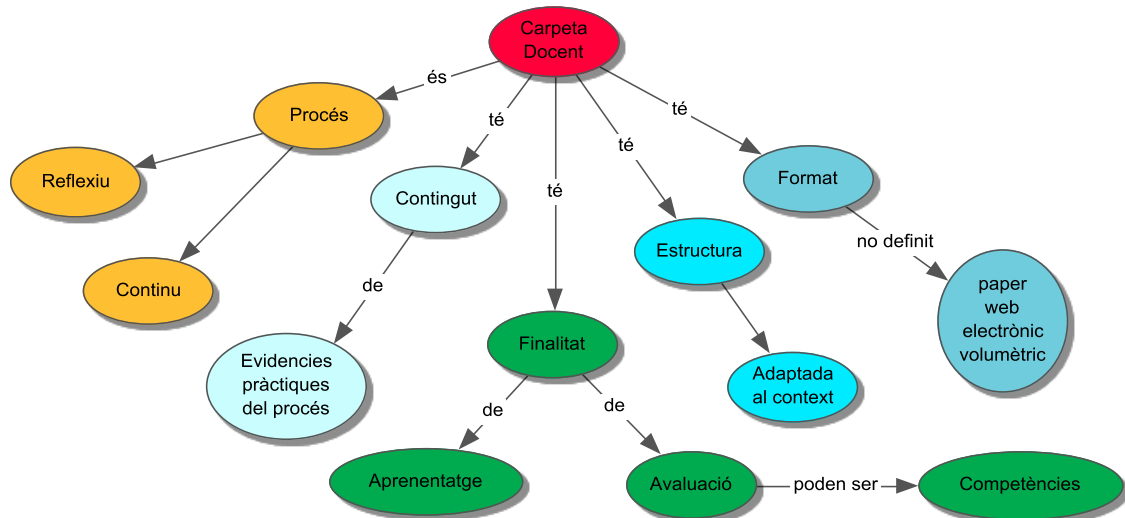 Carpeta
Docent
és
té
té
té
té
Procés
Reflexiu
Continu
Contingut
de
Evidencies
pràctiques
del procés
Finalitat
de
de
Aprenentatge
Avaluació
poden ser
Competències
Estructura
Adaptada
al context
Format
no definit
paper
web
electrònic
volumètric